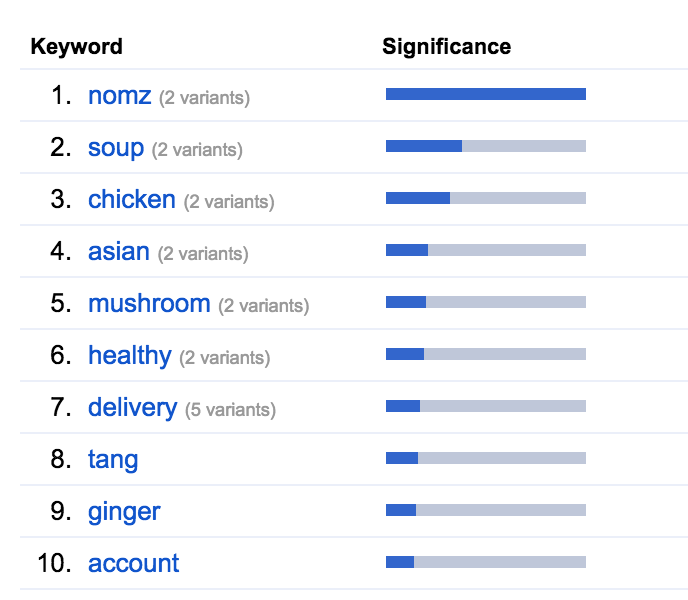 Keyword Significance
1. nomz (2 variants)
2. soup (2 variants)
3. chicken (2 variants)
4. asian (2 variants)
5. mushroom (2 variants)
6. healthy (2 variants)
7. delivery (5 variants)
8. tang
9. ginger
10. account